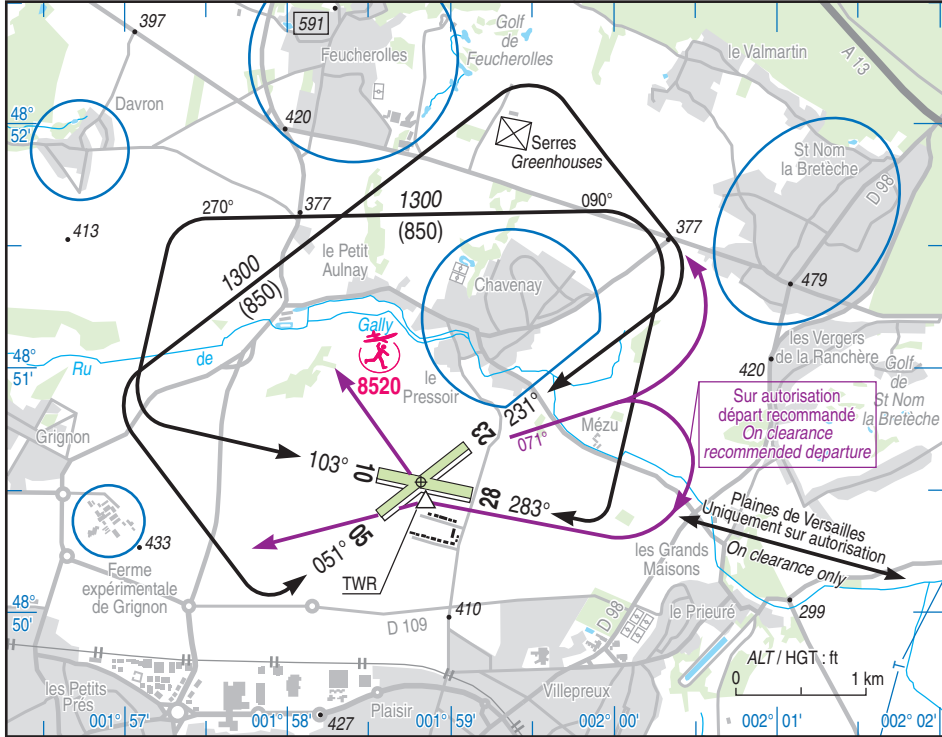 397
591
Feucherolles
Golf
de
Feucherolles
le Valmartin
A 13
Davron
48°
52'
420
Serres
Greenhouses
St Nom
la Bretèche
D 98
413
270°
377
1300
(850)
090°
377
le Petit
Aulnay
1300
(850)
Chavenay
479
48°
51'
Ru
de
Gally
8520
le
Pressoir
les Vergers
de la Ranchère
420
Golf
de
St Nom
la Bretèche
Grignon
231°
23
071°
Mézu
Sur autorisation
départ recommandé
On clearance
recommended departure
103°
10
28
283°
05
051°
TWR
433
Ferme
expérimentale
de Grignon
les Grands
Maisons
Plaines de Versailles
Uniquement sur autorisation
On clearance only
48°
50'
D 109
410
D 98
le Prieuré
299
ALT / HGT : ft
0
1 km
les Petits
Prés
427
Plaisir
Villepreux
T
001° 57'
001° 58'
001° 59'
002° 00'
002° 01'
002° 02'